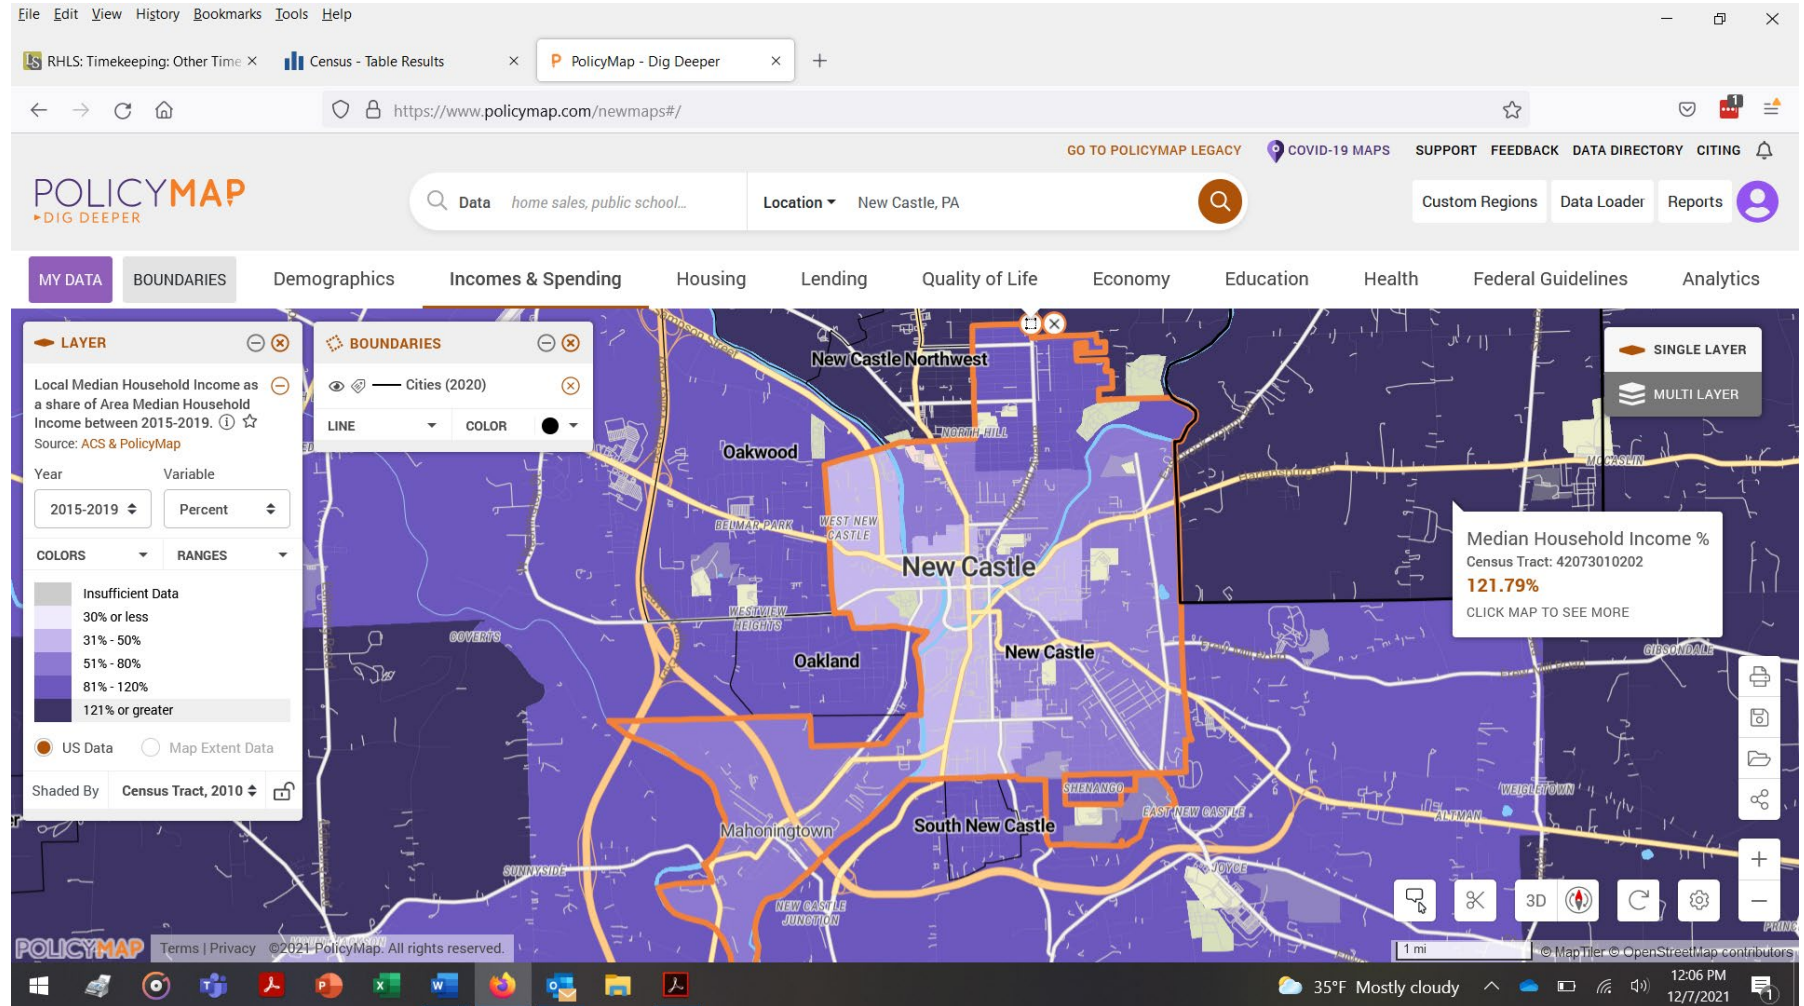 File Edit View History Bookmarks Tools Help
RHLS: Timekeeping: Other Time
Census - Table Results
PolicyMap - Dig Deeper
https://www.policymap.com/newmaps#/
1
GO TO POLICYMAP LEGACY
COVID-19 MAPS
SUPPORT FEEDBACK DATA DIRECTORY CITING
POLICYMAP
DIG DEEPER
Data home sales, public school...
Location New Castle, PA
Custom Regions Data Loader Reports
MY DATA BOUNDARIES Demographics Incomes & Spending Housing Lending Quality of Life Economy Education Health Federal Guidelines Analytics
LAYER
Local Median Household Income as
a share of Area Median Household
Income between 2015-2019.
Source: ACS & PolicyMap
Year Variable
2015-2019 Percent
COLORS RANGES
Insufficient Data
30% or less
31% - 50%
51% - 80%
81% - 120%
121% or greater
US Data Map Extent Data
Shaded By Census Tract, 2010
BOUNDARIES
Cities (2020)
LINE COLOR
SINGLE LAYER
MULTI LAYER
New Castle Northwest
NORTH HILL
Oakwood
MCCASLIN
BELMAR PARK
WEST NEW
CASTLE
New Castle
Median Household Income %
Census Tract: 42073010202
121.79%
CLICK MAP TO SEE MORE
WESTVIEW
HEIGHTS
COVERTS
Oakland
New Castle
GIBSONDALE
SHENANGO
WEIGLETOWN
EAST NEW CASTLE
ALTMAN
Mahoningtown
South New Castle
SUNNYSIDE
JOYCE
NEW CASTLE
JUNCTION
3D
POLICYMAP
Terms | Privacy ©2021 PolicyMap. All rights reserved.
1 mi
© MapTiler © OpenStreetMap contributors
35°F Mostly cloudy
12:06 PM
12/7/2021
1